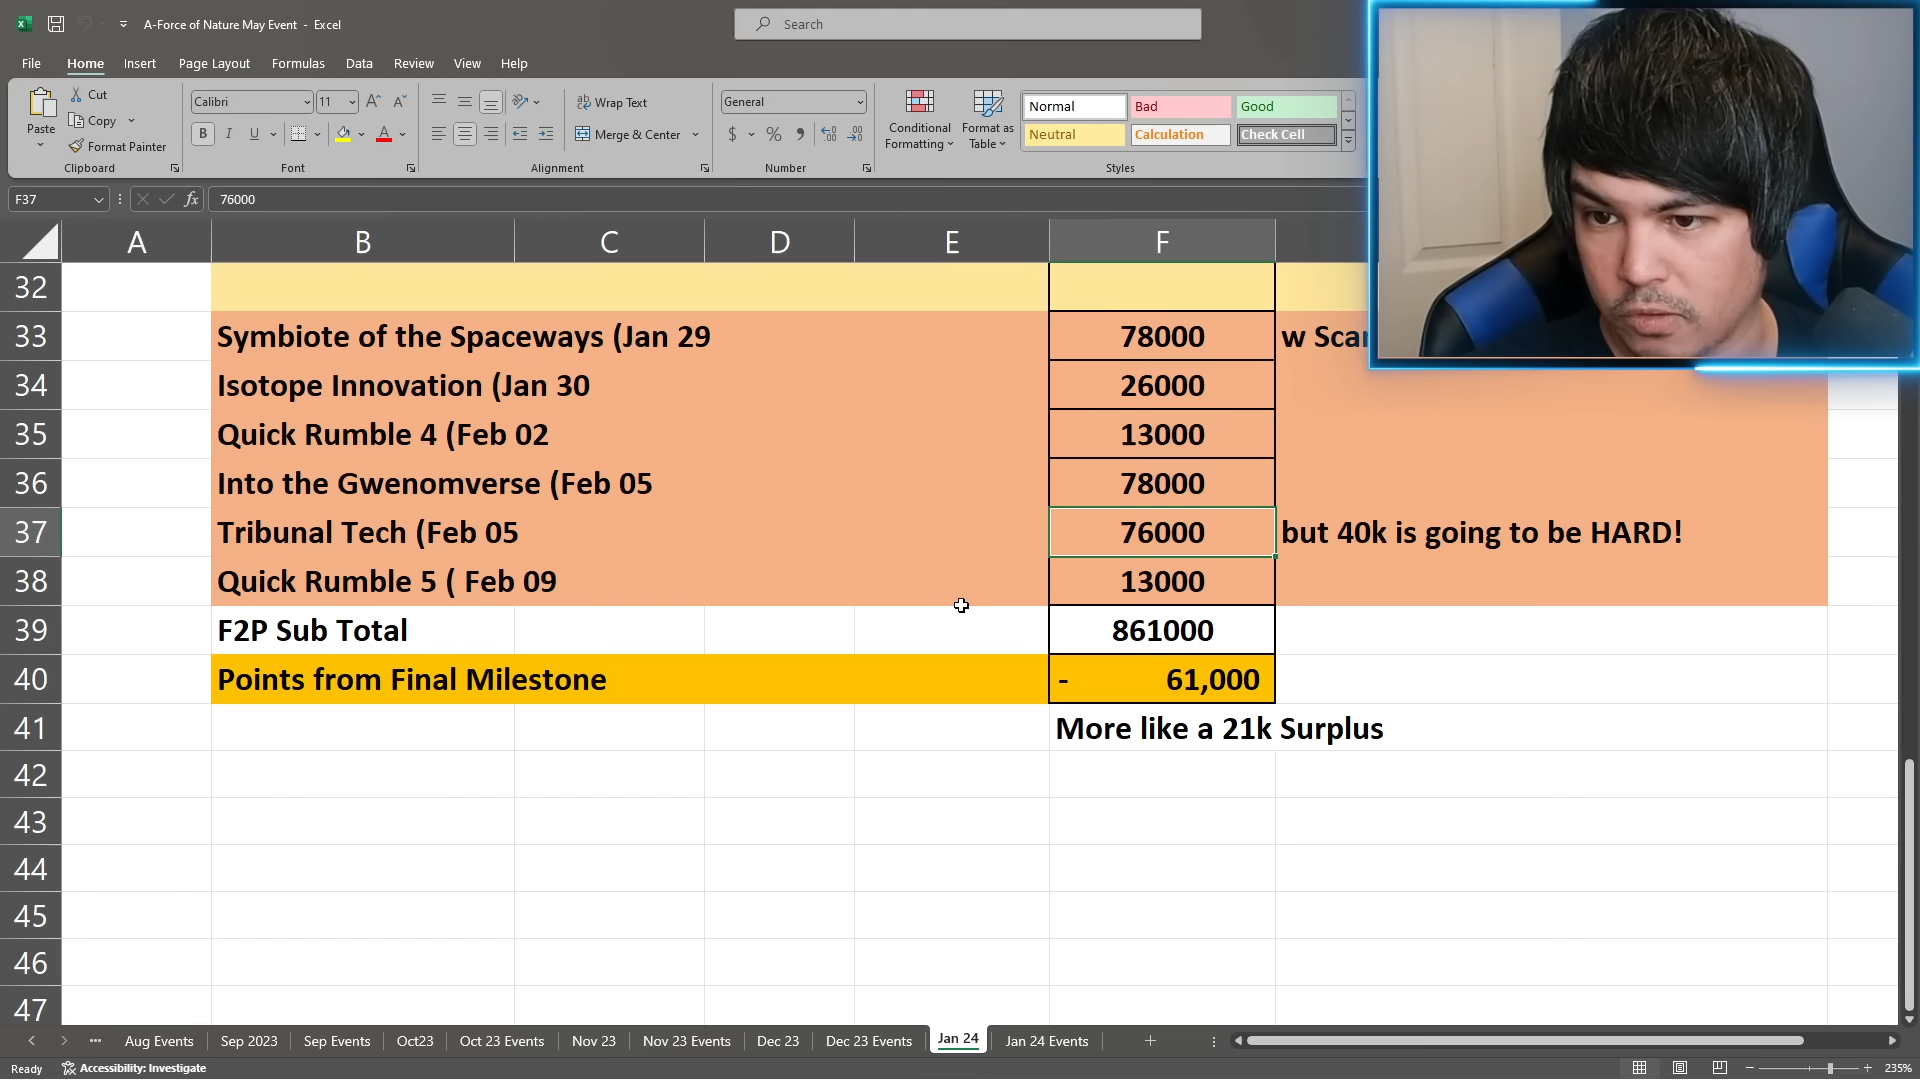 A-Force of Nature May Event - Excel
Search
File Home Insert Page Layout Formulas Data Review View Help
Paste
Cut
Copy
Format Painter
Clipboard
Calibri 11
B I U
Font
Wrap Text
Merge & Center
Alignment
General
$ % ,
Number
Conditional Formatting
Format as Table
Normal Bad Good
Neutral Calculation Check Cell
Styles
F37 fx 76000
A B C D E F
32
33 Symbiote of the Spaceways (Jan 29 78000 w Scar
34 Isotope Innovation (Jan 30 26000
35 Quick Rumble 4 (Feb 02 13000
36 Into the Gwenomverse (Feb 05 78000
37 Tribunal Tech (Feb 05 76000 but 40k is going to be HARD!
38 Quick Rumble 5 ( Feb 09 13000
39 F2P Sub Total 861000
40 Points from Final Milestone - 61,000
41 More like a 21k Surplus
42
43
44
45
46
47
... Aug Events Sep 2023 Sep Events Oct23 Oct 23 Events Nov 23 Nov 23 Events Dec 23 Dec 23 Events Jan 24 Jan 24 Events
Ready Accessibility: Investigate 235%